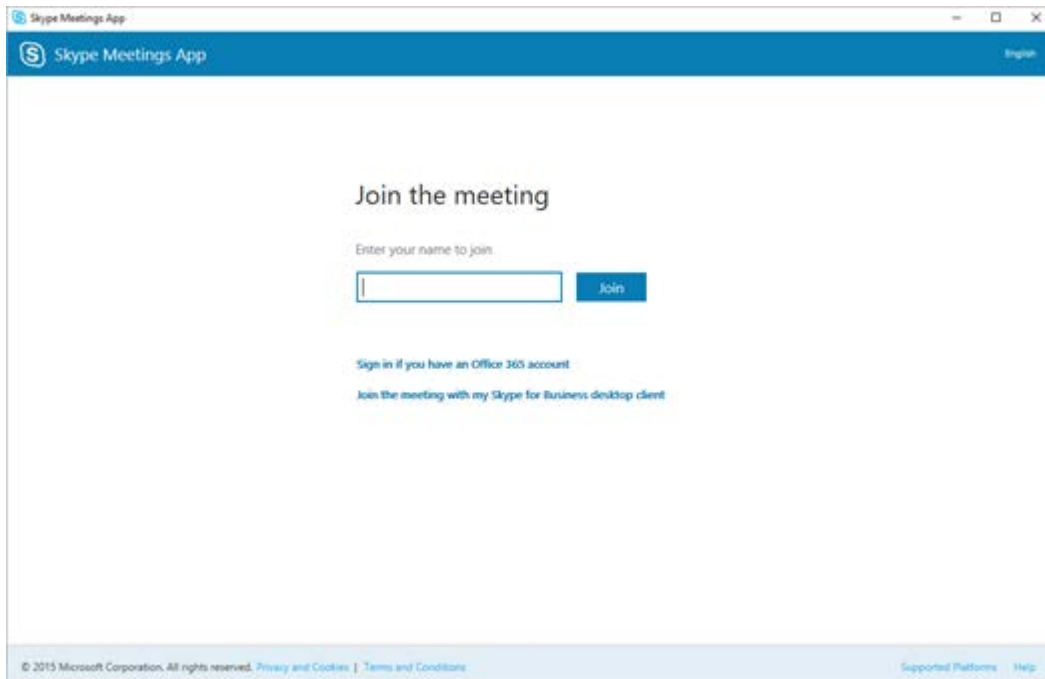 Skype Meetings App
Skype Meetings App English
Join the meeting
Enter your name to join
Join
Sign in if you have an Office 365 account
Join the meeting with my Skype for Business desktop client
© 2015 Microsoft Corporation. All rights reserved. Privacy and Cookies | Terms and Conditions Supported Platforms Help